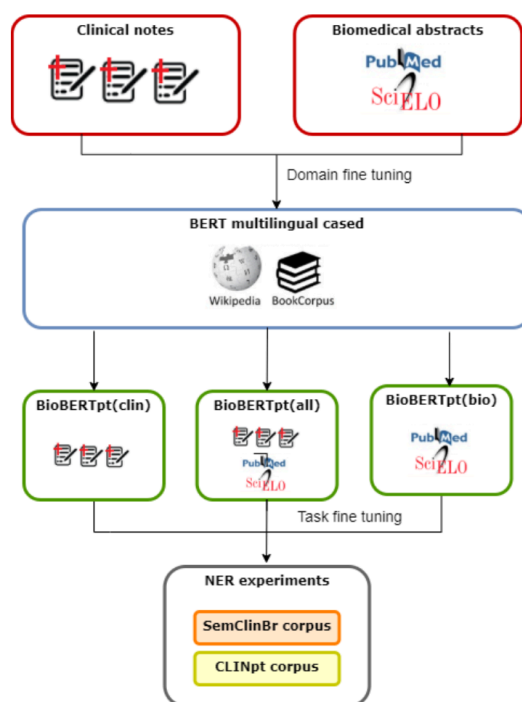 Clinical notes
Biomedical abstracts
PubMed
SciELO
Domain fine tuning
BERT multilingual cased
Wikipedia
BookCorpus
BioBERTpt(clin)
BioBERTpt(all)
BioBERTpt(bio)
PubMed
SciELO
PubMed
SciELO
Task fine tuning
NER experiments
SemClinBr corpus
CLINpt corpus